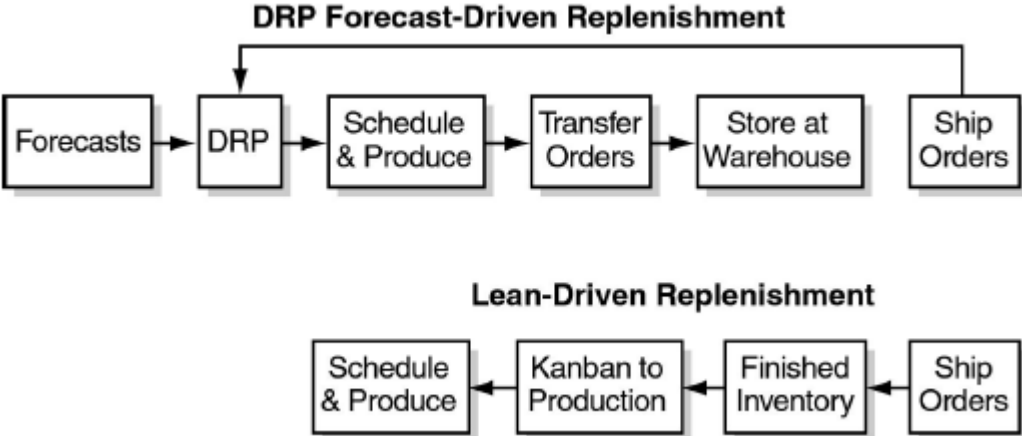 DRP Forecast-Driven Replenishment
Forecasts
DRP
Schedule
& Produce
Transfer
Orders
Store at
Warehouse
Ship
Orders
Lean-Driven Replenishment
Schedule
& Produce
Kanban to
Production
Finished
Inventory
Ship
Orders